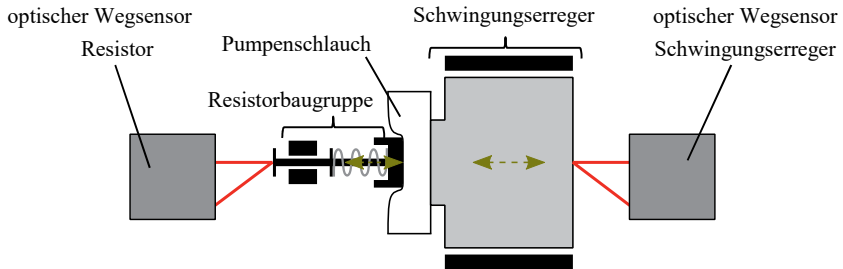 optischer Wegsensor
Resistor
Pumpenschlauch
Resistorbaugruppe
Schwingungserreger
optischer Wegsensor
Schwingungserreger